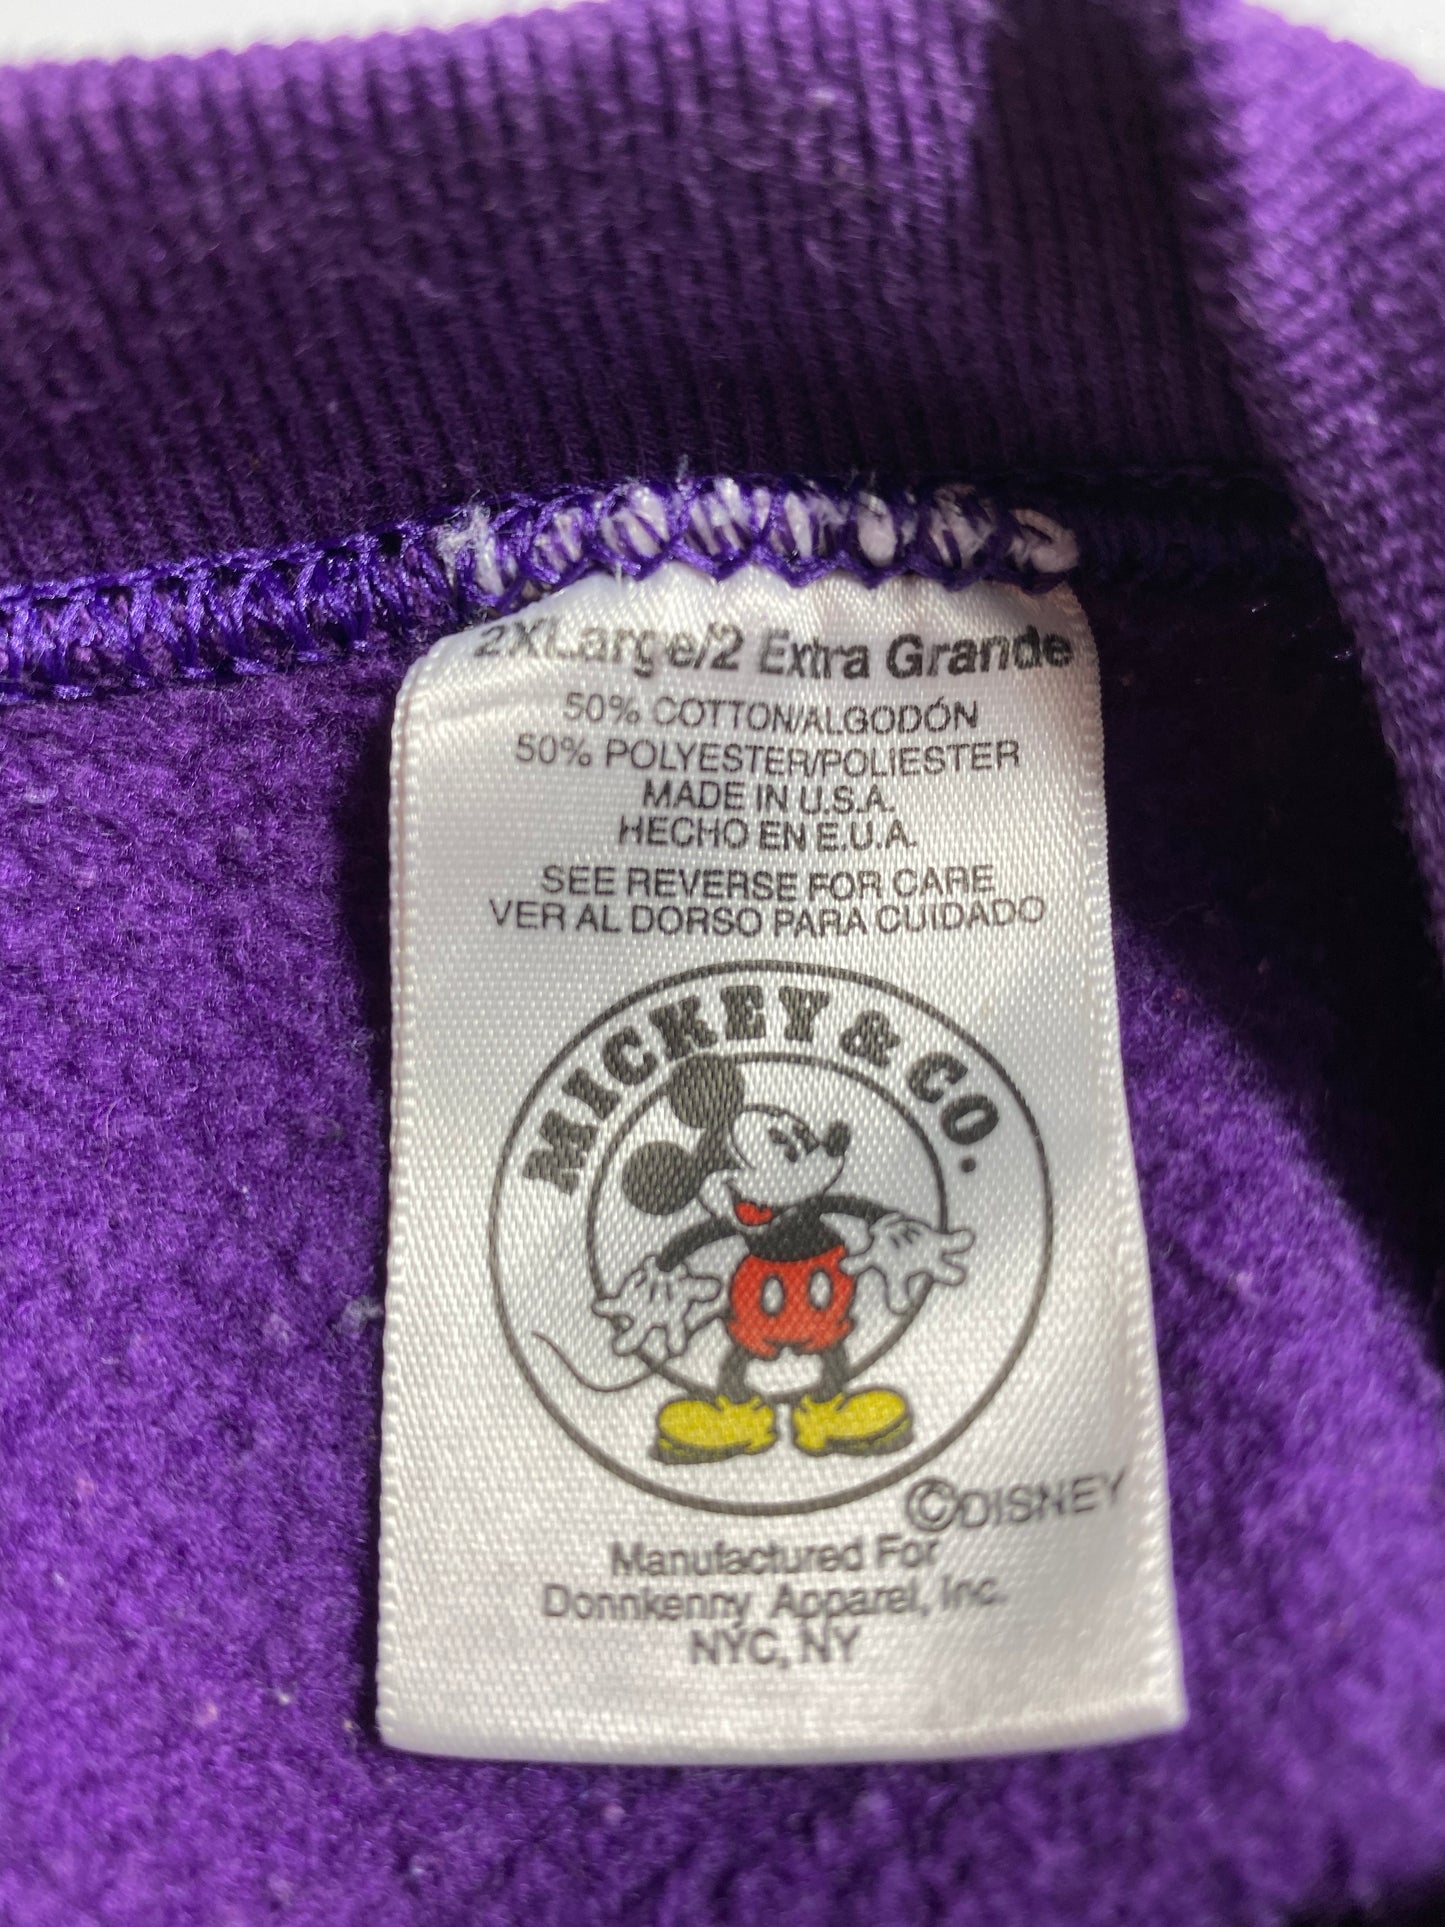 2XLarge/2 Extra Grande
50% COTTON/ALGODÓN
50% POLYESTER/POLIESTER
MADE IN U.S.A.
HECHO EN E.U.A.
SEE REVERSE FOR CARE
VER AL DORSO PARA CUIDADO
MICKEY & CO.
©DISNEY
Manufactured For
Donnkenny Apparel, Inc.
NYC, NY